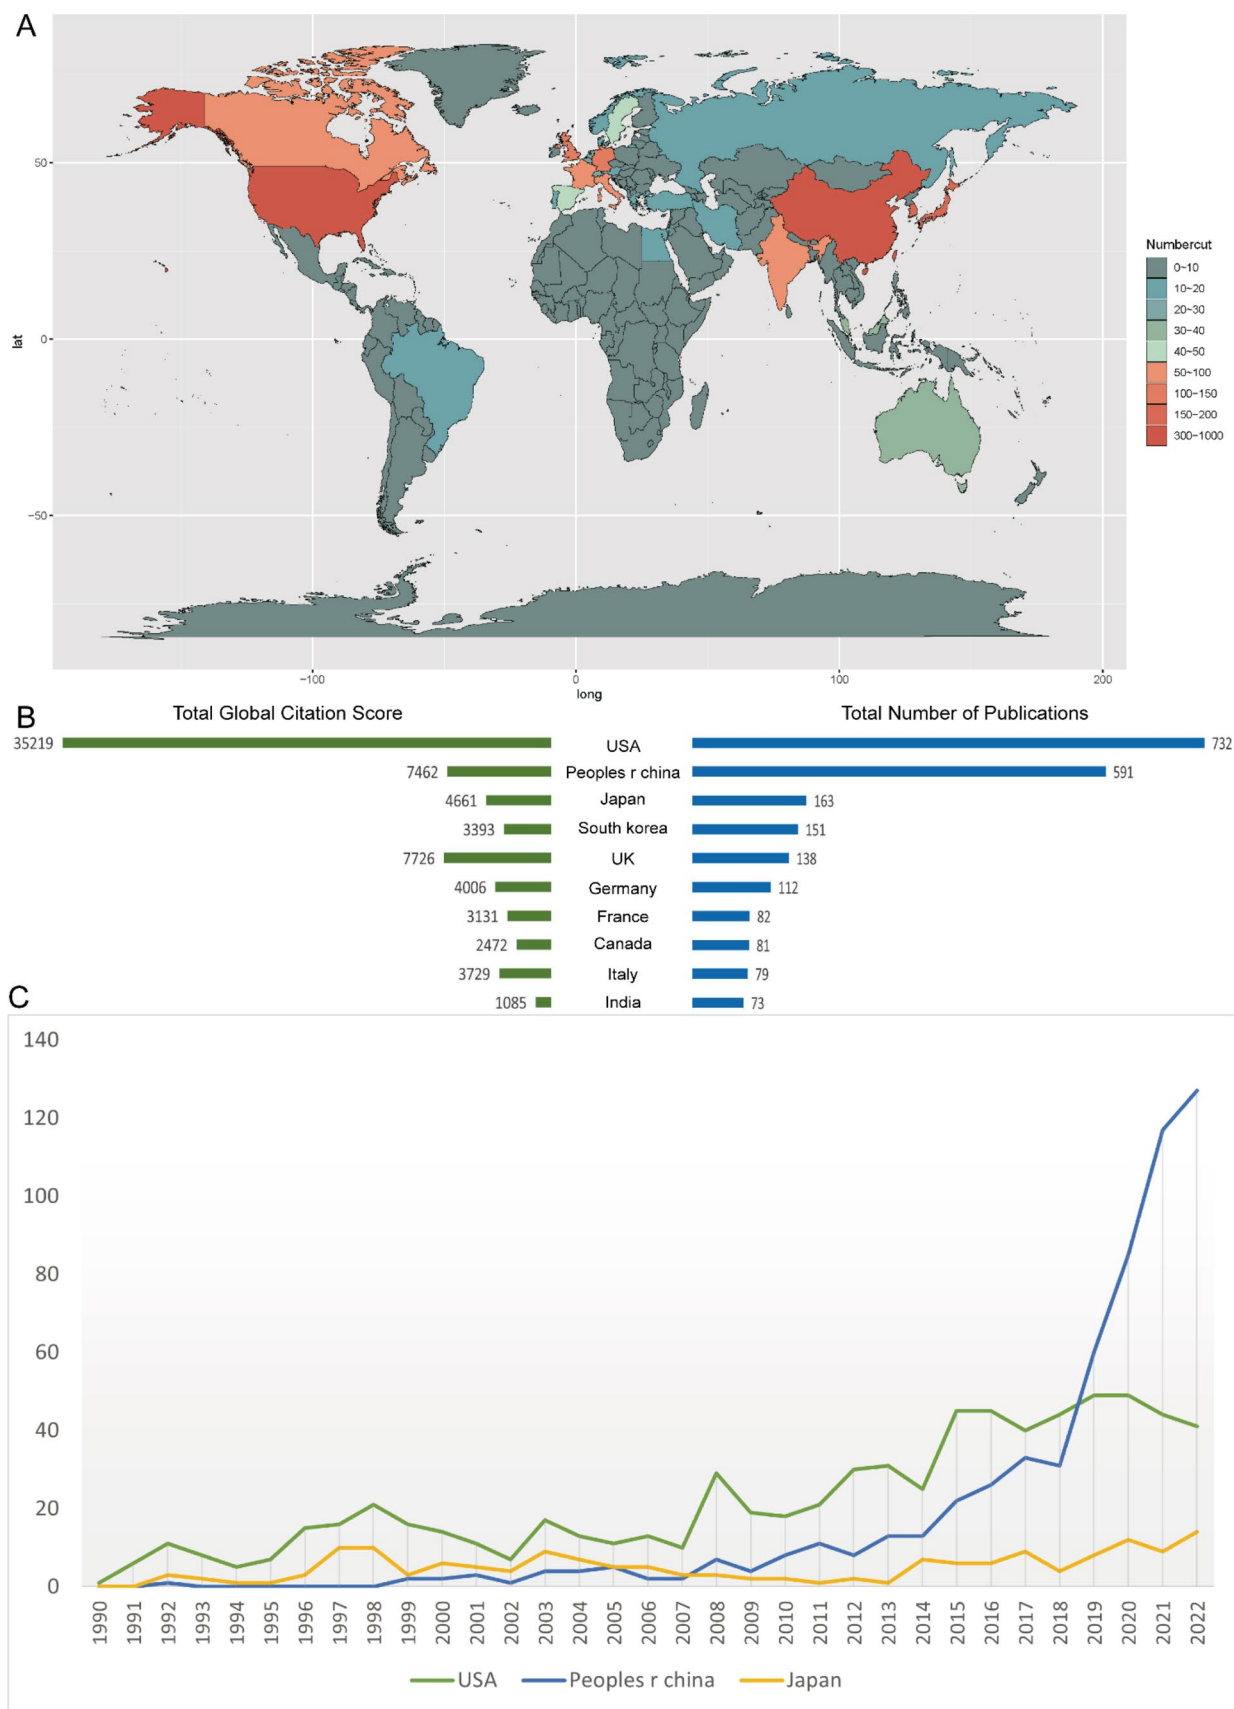 A
50
0
−50
lat
−100
0
100
200
long
Numbercut
0~10
10~20
20~30
30~40
40~50
50~100
100~150
150~200
300~1000
B
Total Global Citation Score
Total Number of Publications
35219 USA 732
7462 Peoples r china 591
4661 Japan 163
3393 South korea 151
7726 UK 138
4006 Germany 112
3131 France 82
2472 Canada 81
3729 Italy 79
1085 India 73
C
140
120
100
80
60
40
20
0
1990 1991 1992 1993 1994 1995 1996 1997 1998 1999 2000 2001 2002 2003 2004 2005 2006 2007 2008 2009 2010 2011 2012 2013 2014 2015 2016 2017 2018 2019 2020 2021 2022
USA Peoples r china Japan